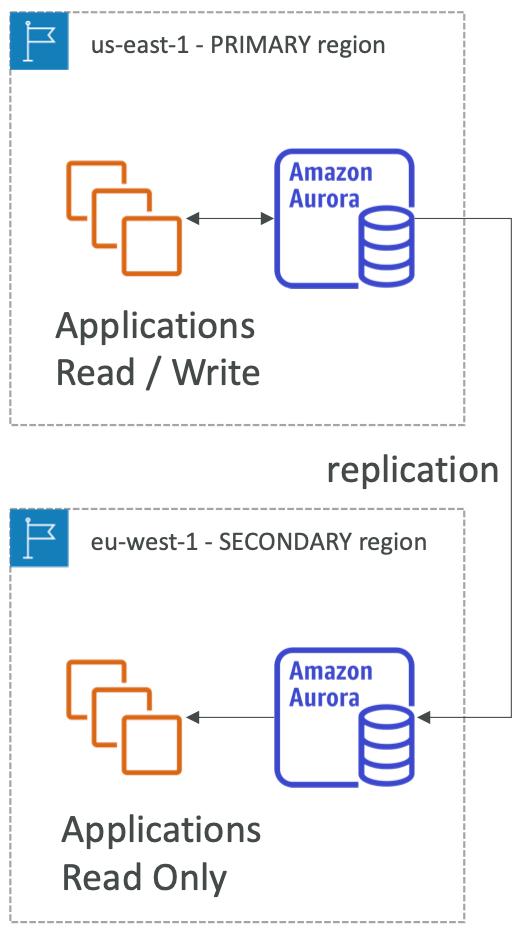 us-east-1 - PRIMARY region
Amazon
Aurora
Applications
Read / Write
replication
eu-west-1 - SECONDARY region
Amazon
Aurora
Applications
Read Only